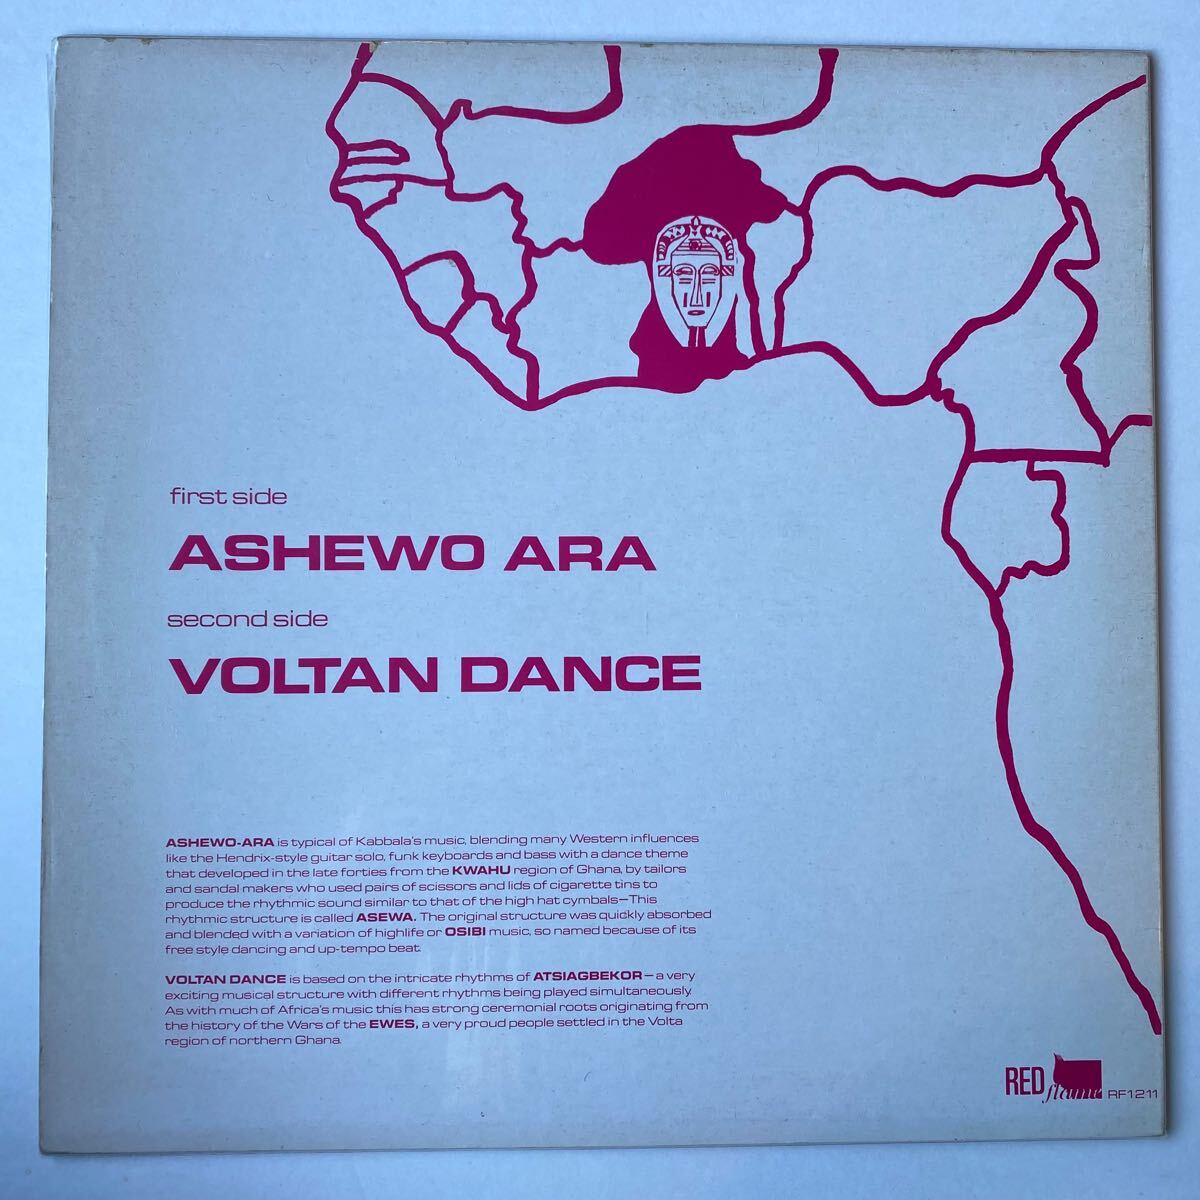 first side
ASHEWO ARA
second side
VOLTAN DANCE
ASHEWO-ARA is typical of Kabbala's music, blending many Western influences
like the Hendrix-style guitar solo, funk keyboards and bass with a dance theme
that developed in the late forties from the KWAHU region of Ghana, by tailors
and sandal makers who used pairs of scissors and lids of cigarette tins to
produce the rhythmic sound similar to that of the high hat cymbals—This
rhythmic structure is called ASEWA. The original structure was quickly absorbed
and blended with a variation of highlife or OSIBI music, so named because of its
free style dancing and up-tempo beat.
VOLTAN DANCE is based on the intricate rhythms of ATSIAGBEKOR—a very
exciting musical structure with different rhythms being played simultaneously.
As with much of Africa's music this has strong ceremonial roots originating from
the history of the Wars of the EWES, a very proud people settled in the Volta
region of northern Ghana.
RED flame RF1211